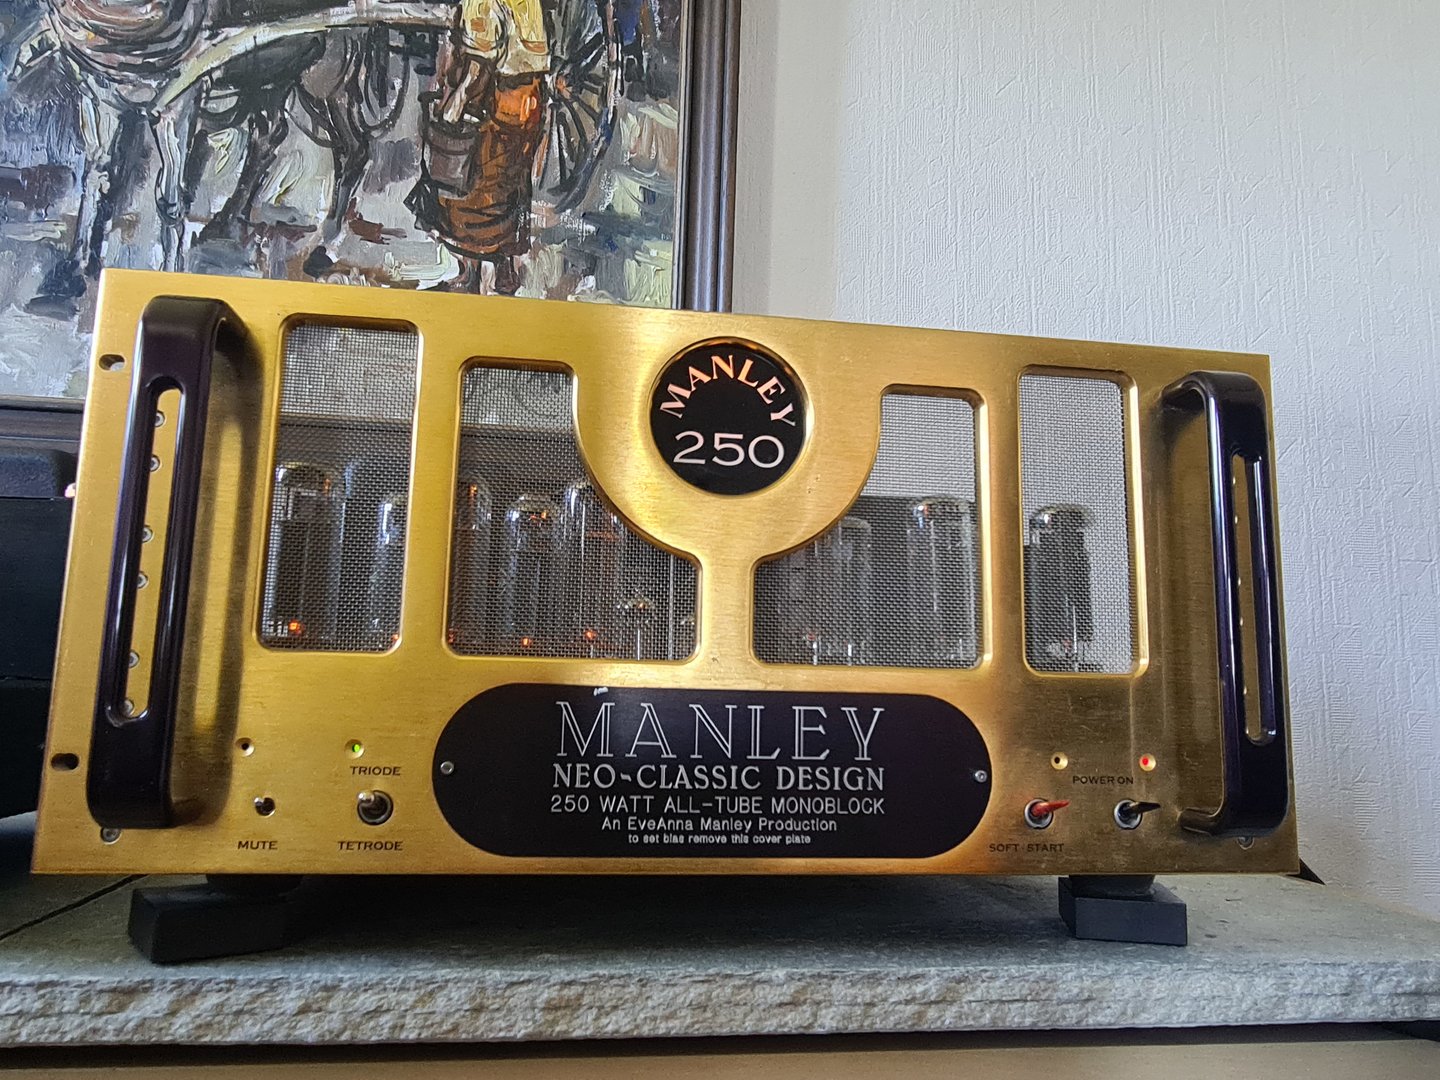 MANLEY
250
MANLEY
NEO-CLASSIC DESIGN
250 WATT ALL-TUBE MONOBLOCK
An EveAnna Manley Production
to set bias remove this cover plate
TRIODE
MUTE
TETRODE
POWER ON
SOFT START